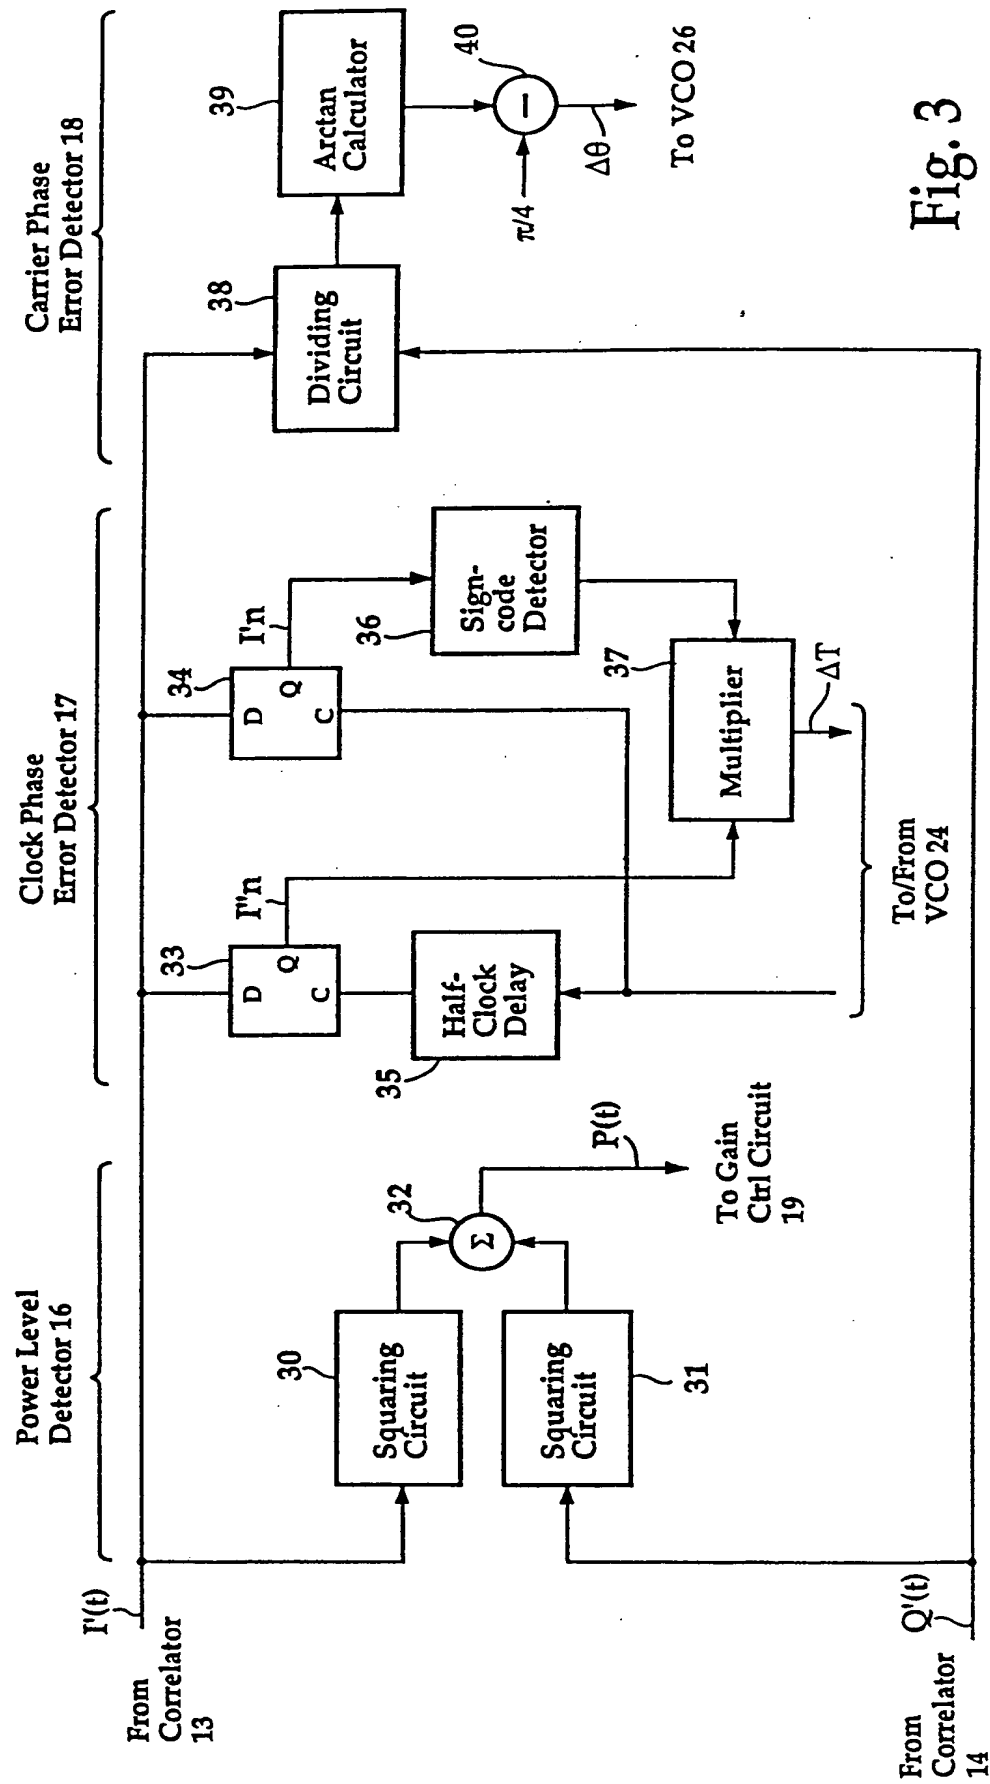 Power Level
Detector 16
Clock Phase
Error Detector 17
Carrier Phase
Error Detector 18
I'(t)
From
Correlator
13
30
Squaring
Circuit
Squaring
Circuit
31
32
Σ
P(t)
To Gain
Ctrl Circuit
19
33
D
Q
C
I"n
35
Half-
Clock
Delay
34
D
Q
C
I'n
36
Sign-
code
Detector
37
Multiplier
ΔT
To/From
VCO 24
38
Dividing
Circuit
39
Arctan
Calculator
40
−
π/4
Δθ
To VCO 26
Q'(t)
From
Correlator
14
Fig. 3